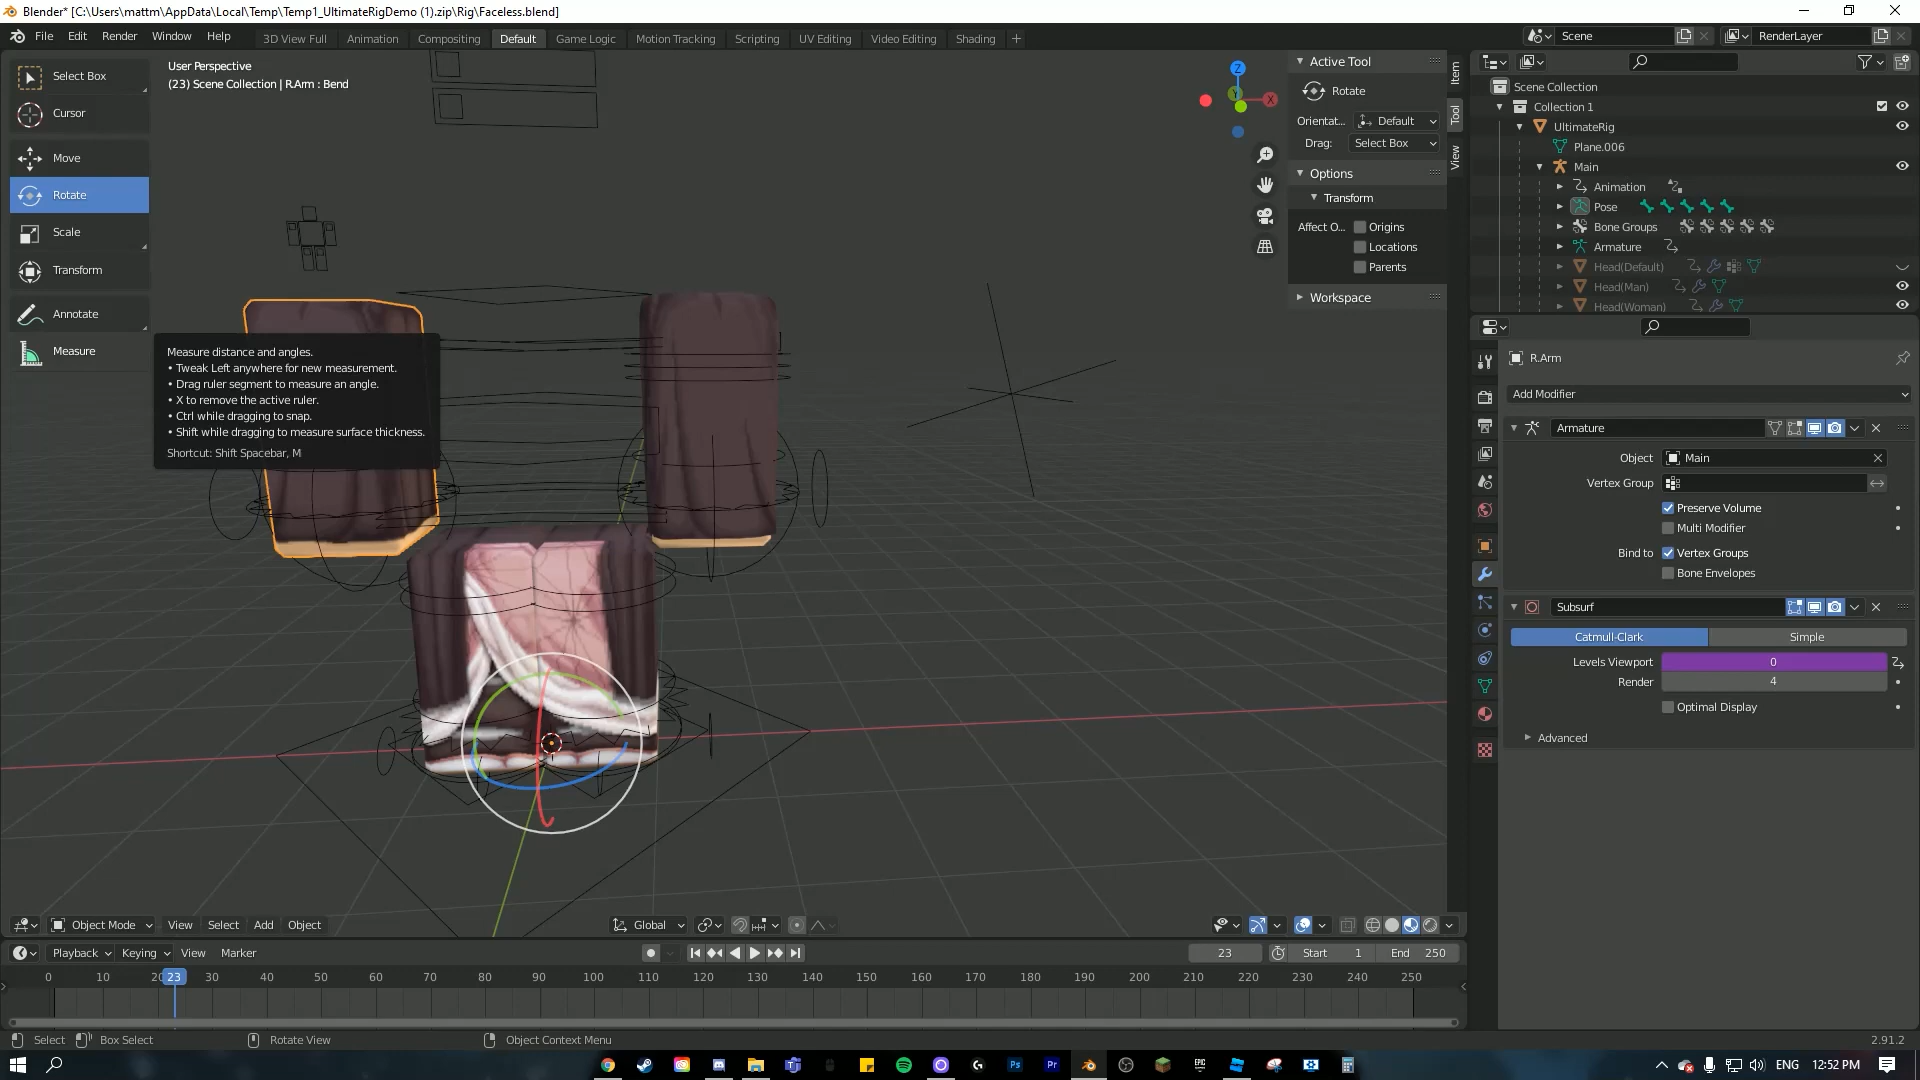 Blender* [C:\Users\mattm\AppData\Local\Temp\Temp1_UltimateRigDemo (1).zip\Rig\Faceless.blend]
File Edit Render Window Help 3D View Full Animation Compositing Default Game Logic Motion Tracking Scripting UV Editing Video Editing Shading + Scene RenderLayer
Select Box
Cursor
Move
Rotate
Scale
Transform
Annotate
Measure
User Perspective
(23) Scene Collection | R.Arm : Bend
Measure distance and angles.
• Tweak Left anywhere for new measurement.
• Drag ruler segment to measure an angle.
• X to remove the active ruler.
• Ctrl while dragging to snap.
• Shift while dragging to measure surface thickness.
Shortcut: Shift Spacebar, M
Z
Y
X
Active Tool
Rotate
Orientat... Default
Drag: Select Box
Options
Transform
Affect O... Origins
Locations
Parents
Workspace
Item
Tool
View
Scene Collection
Collection 1
UltimateRig
Plane.006
Main
Animation
Pose
Bone Groups
Armature
Head(Default)
Head(Man)
Head(Woman)
R.Arm
Add Modifier
Armature
Object Main
Vertex Group
Preserve Volume
Multi Modifier
Bind to Vertex Groups
Bone Envelopes
Subsurf
Catmull-Clark Simple
Levels Viewport 0
Render 4
Optimal Display
Advanced
Object Mode View Select Add Object Global
Playback Keying View Marker 23 Start 1 End 250
0 20 23 30 40 50 60 70 80 90 100 110 120 130 140 150 160 170 180 190 200 210 220 230 240 250
Select Box Select Rotate View Object Context Menu 2.91.2
Ps Pr EPIC ENG 12:52 PM